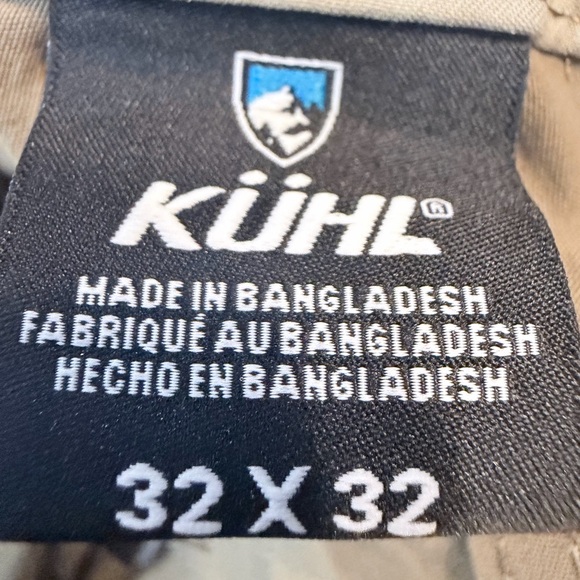 KÜHL®
MADE IN BANGLADESH
FABRIQUÉ AU BANGLADESH
HECHO EN BANGLADESH
32 X 32